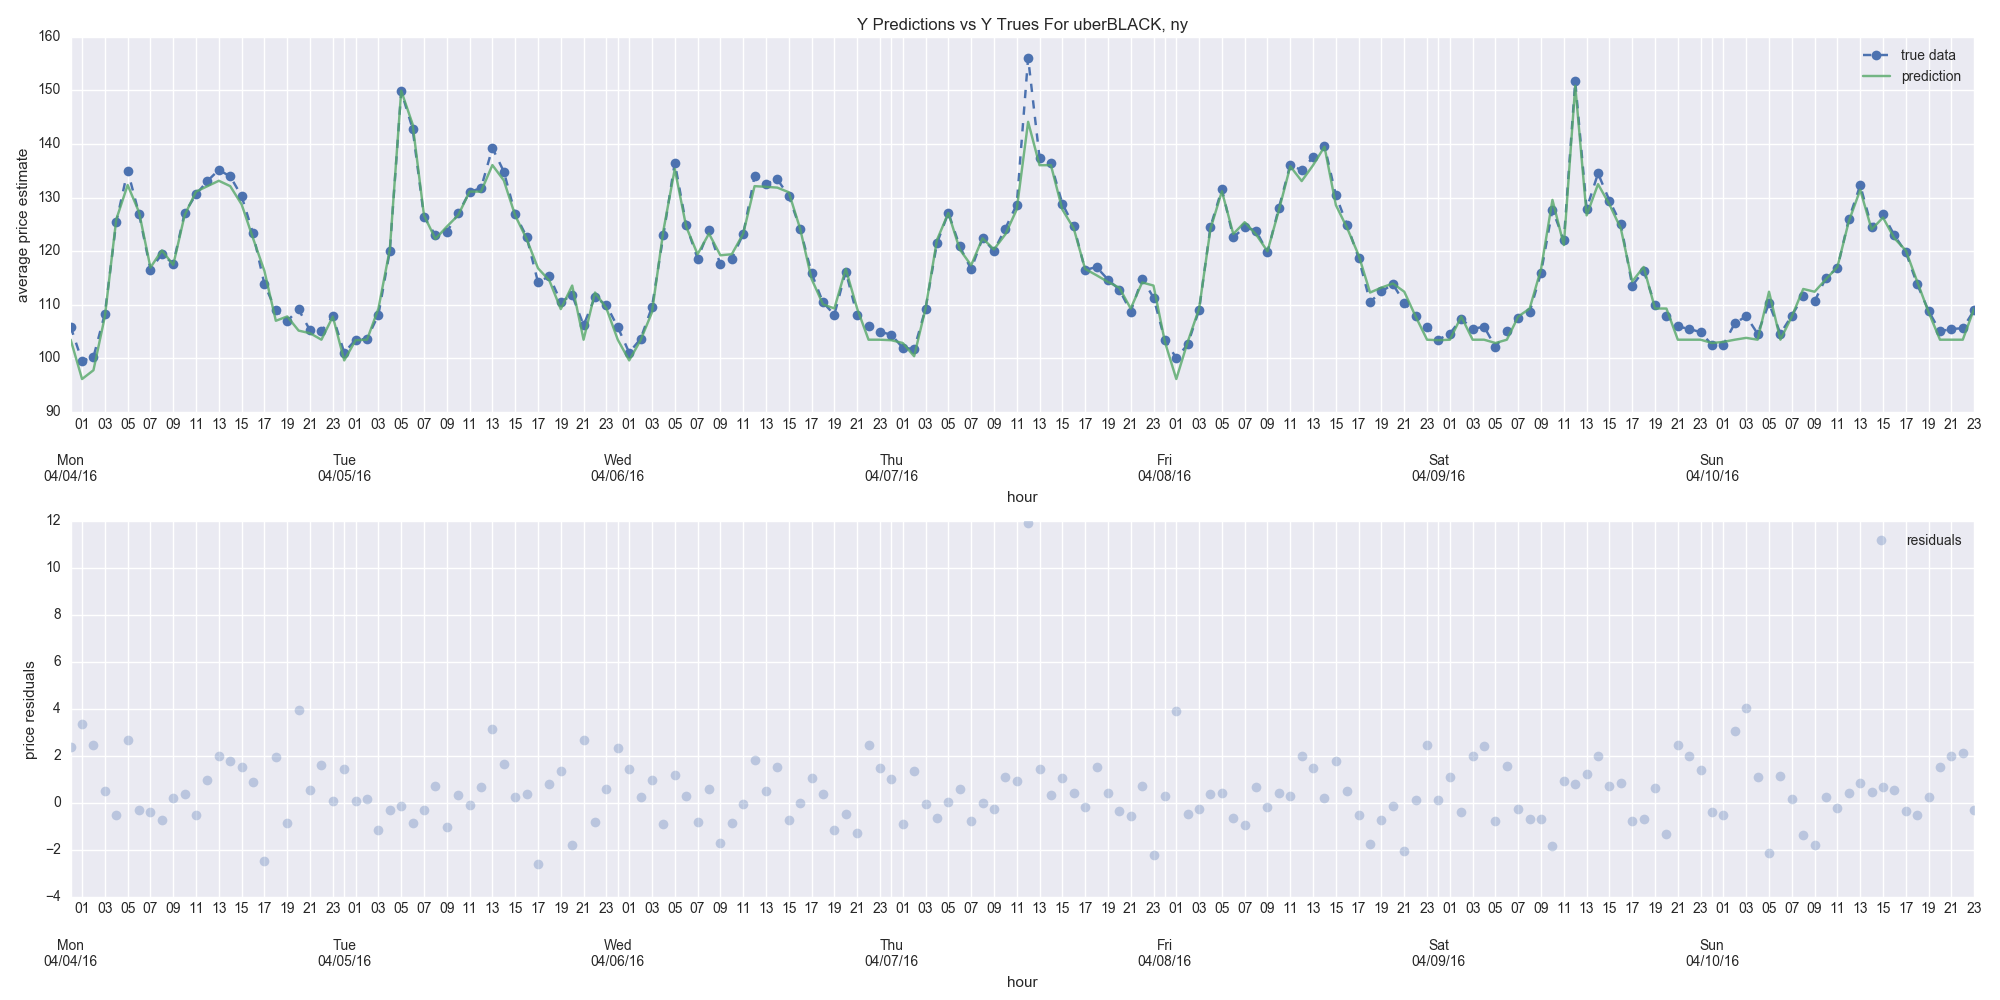 Y Predictions vs Y Trues For uberBLACK, ny
160
150
140
130
120
110
100
90
average price estimate
true data
prediction
01 03 05 07 09 11 13 15 17 19 21 23 01 03 05 07 09 11 13 15 17 19 21 23 01 03 05 07 09 11 13 15 17 19 21 23 01 03 05 07 09 11 13 15 17 19 21 23 01 03 05 07 09 11 13 15 17 19 21 23 01 03 05 07 09 11 13 15 17 19 21 23 01 03 05 07 09 11 13 15 17 19 21 23
Mon Tue Wed Thu Fri Sat Sun
04/04/16 04/05/16 04/06/16 04/07/16 04/08/16 04/09/16 04/10/16
hour
12
10
8
6
4
2
0
−2
−4
price residuals
residuals
01 03 05 07 09 11 13 15 17 19 21 23 01 03 05 07 09 11 13 15 17 19 21 23 01 03 05 07 09 11 13 15 17 19 21 23 01 03 05 07 09 11 13 15 17 19 21 23 01 03 05 07 09 11 13 15 17 19 21 23 01 03 05 07 09 11 13 15 17 19 21 23 01 03 05 07 09 11 13 15 17 19 21 23
Mon Tue Wed Thu Fri Sat Sun
04/04/16 04/05/16 04/06/16 04/07/16 04/08/16 04/09/16 04/10/16
hour